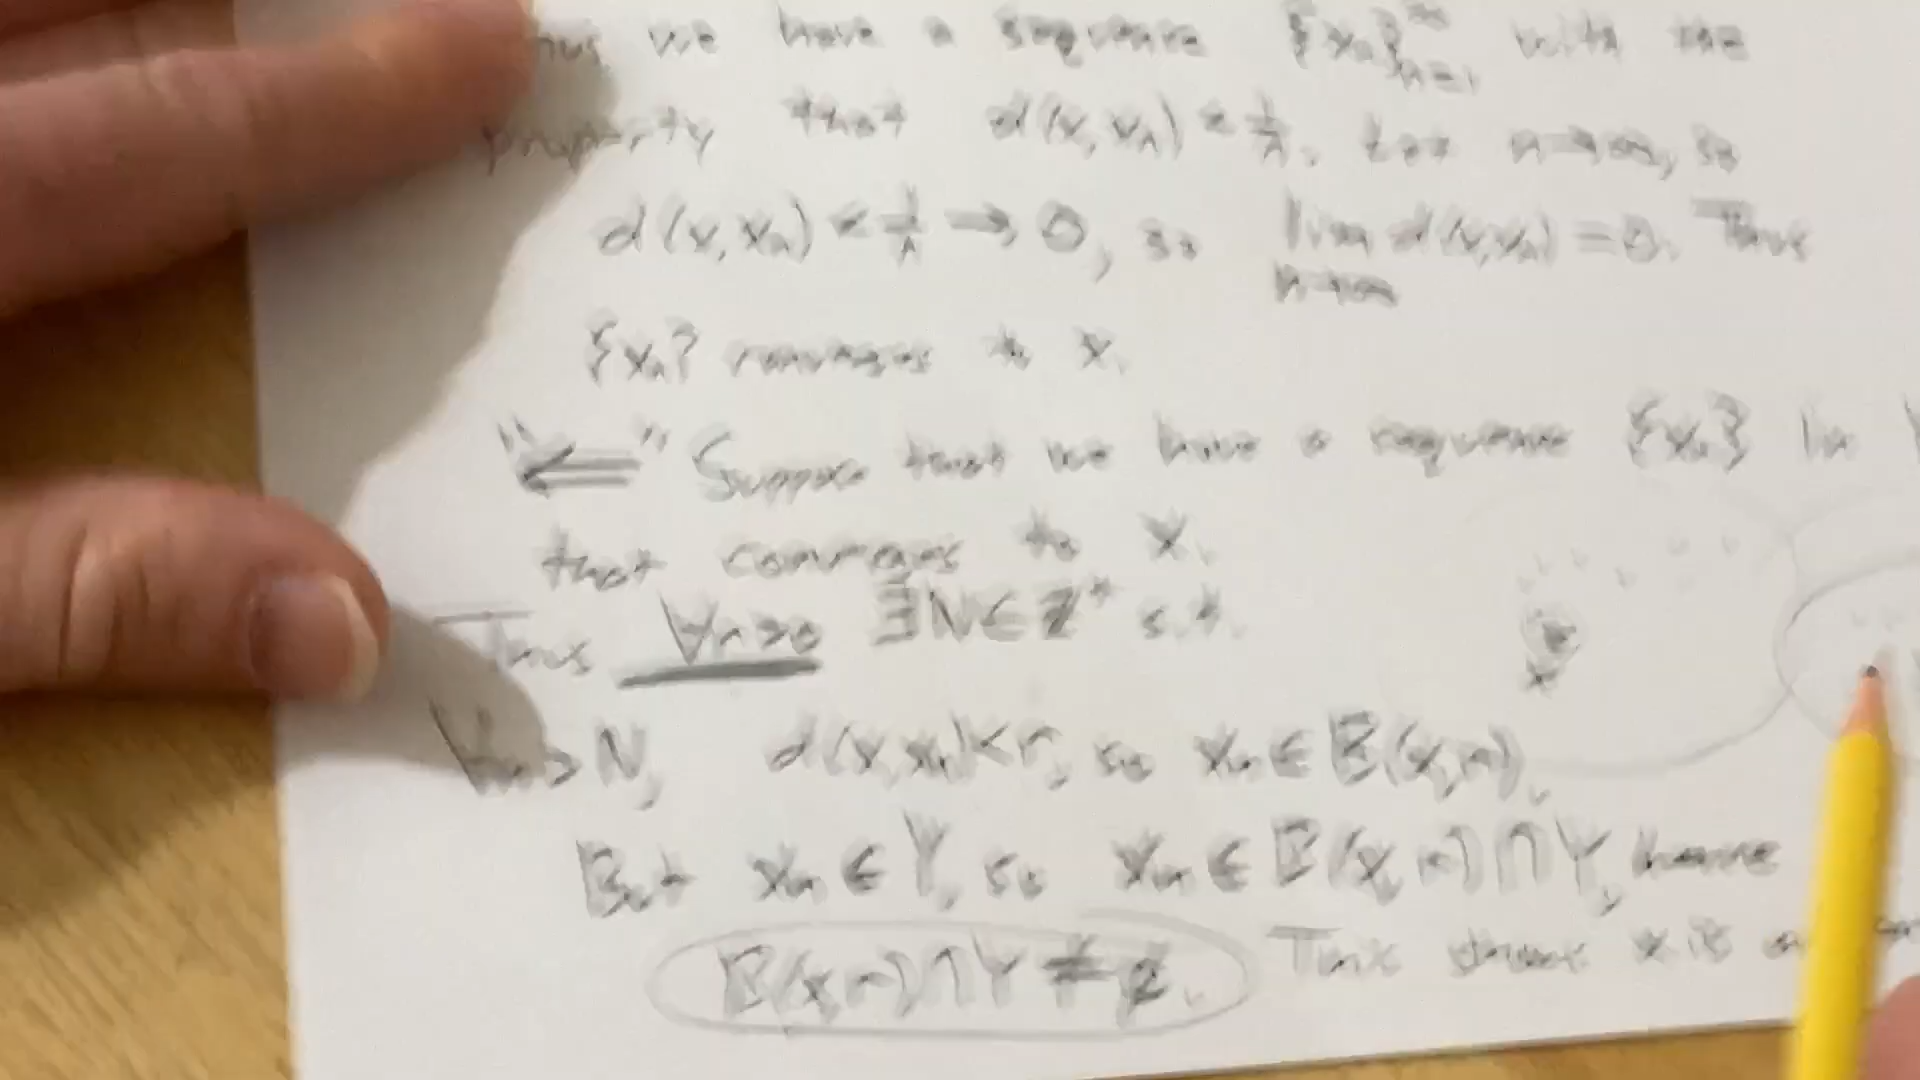 we have a sequence {xₙ}ₙ₌₁^∞ with the
property that d(x, xₙ) < 1/n. Let n→∞, so
d(x, xₙ) < 1/n → 0, so lim n→∞ d(x, xₙ) = 0. Thus
{xₙ} converges to x.
"⇐" Suppose that we have a sequence {xₙ} in
that converges to x.
Thus ∀r>0 ∃N∈Z⁺ s.t.
∀n>N, d(x, xₙ)<r, so xₙ ∈ B(x,r).
But xₙ ∈ Y, so xₙ ∈ B(x,r) ∩ Y, hence
B(x,r) ∩ Y ≠ ∅. This shows x is
x